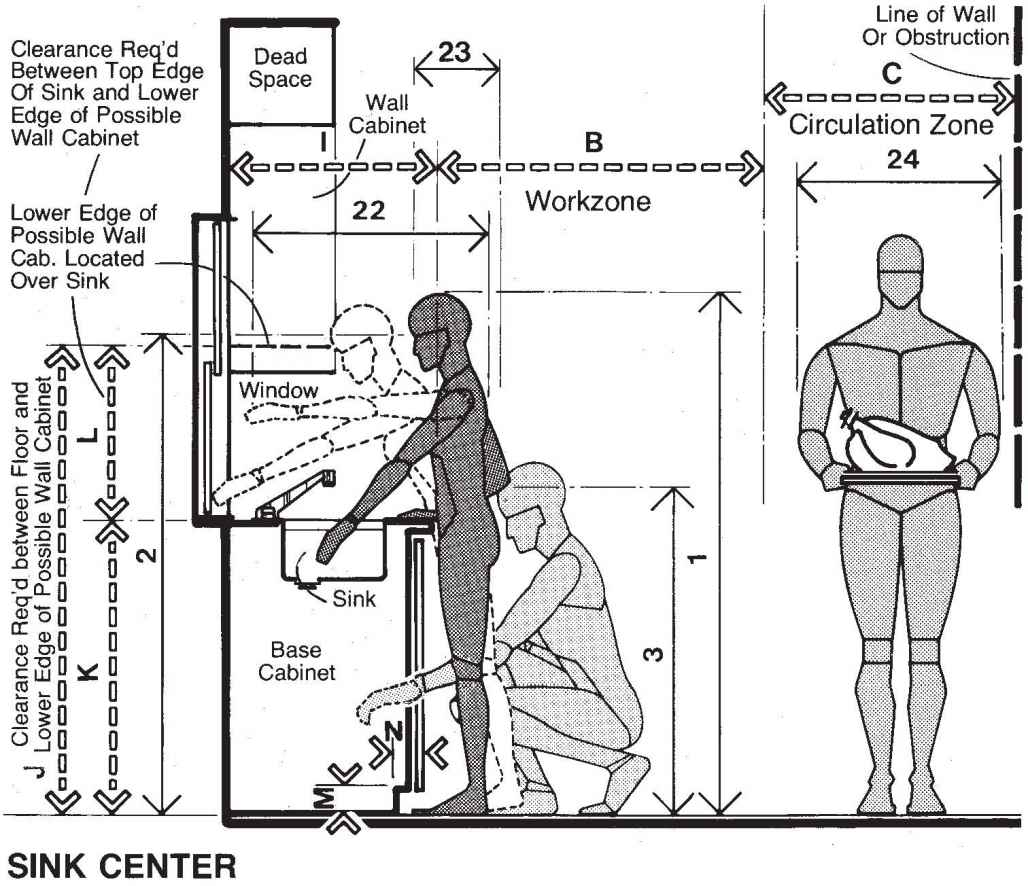 Clearance Req'd
Between Top Edge
Of Sink and Lower
Edge of Possible
Wall Cabinet
Dead
Space
23
Wall
Cabinet
Line of Wall
Or Obstruction
C
Circulation Zone
24
I
B
Workzone
22
Lower Edge of
Possible Wall
Cab. Located
Over Sink
Window
L
K
J
Clearance Req'd between Floor and
Lower Edge of Possible Wall Cabinet
2
Sink
Base
Cabinet
N
M
3
1
SINK CENTER